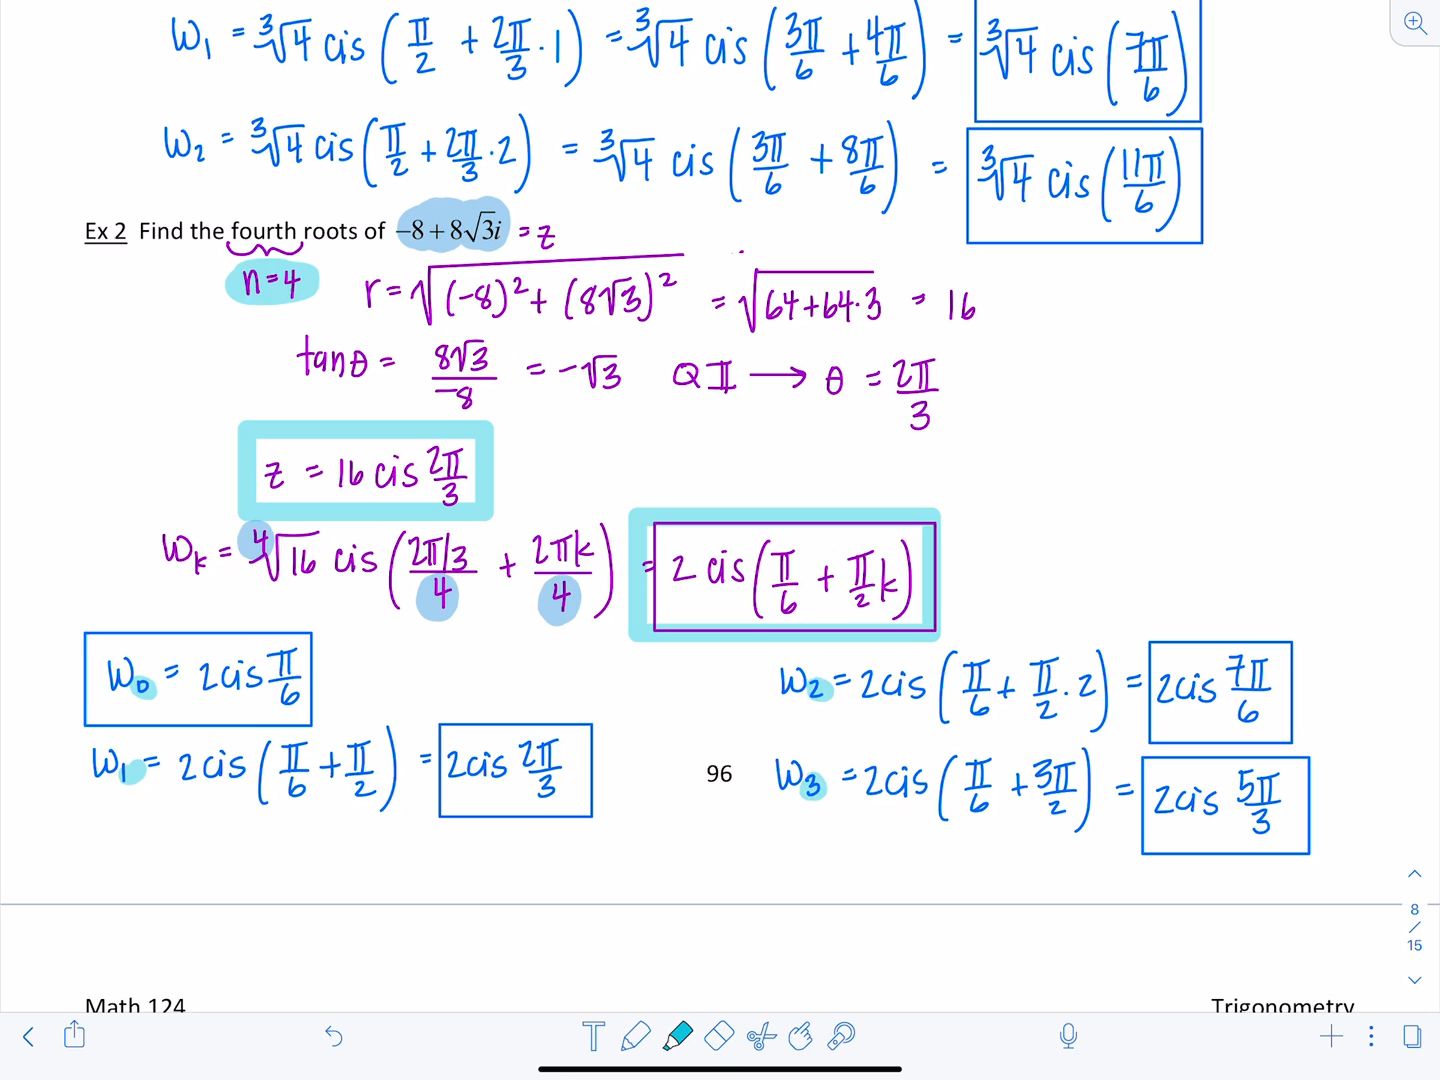 W₁ = ∛4 cis(π/2 + 2π/3 · 1) = ∛4 cis(3π/6 + 4π/6) = ∛4 cis(7π/6)
W₂ = ∛4 cis(π/2 + 2π/3 · 2) = ∛4 cis(3π/6 + 8π/6) = ∛4 cis(11π/6)
Ex 2 Find the fourth roots of −8 + 8√3i = z
n = 4
r = √((-8)² + (8√3)²) = √(64 + 64·3) = 16
tanθ = 8√3/-8 = -√3 QII → θ = 2π/3
z = 16 cis 2π/3
Wₖ = ∜16 cis((2π/3)/4 + 2πk/4) = 2 cis(π/6 + π/2 k)
W₀ = 2cis π/6
W₂ = 2cis(π/6 + π/2 · 2) = 2cis 7π/6
W₁ = 2cis(π/6 + π/2) = 2cis 2π/3
96
W₃ = 2cis(π/6 + 3π/2) = 2cis 5π/3
8
/
15
Math 124 Trigonometry
T